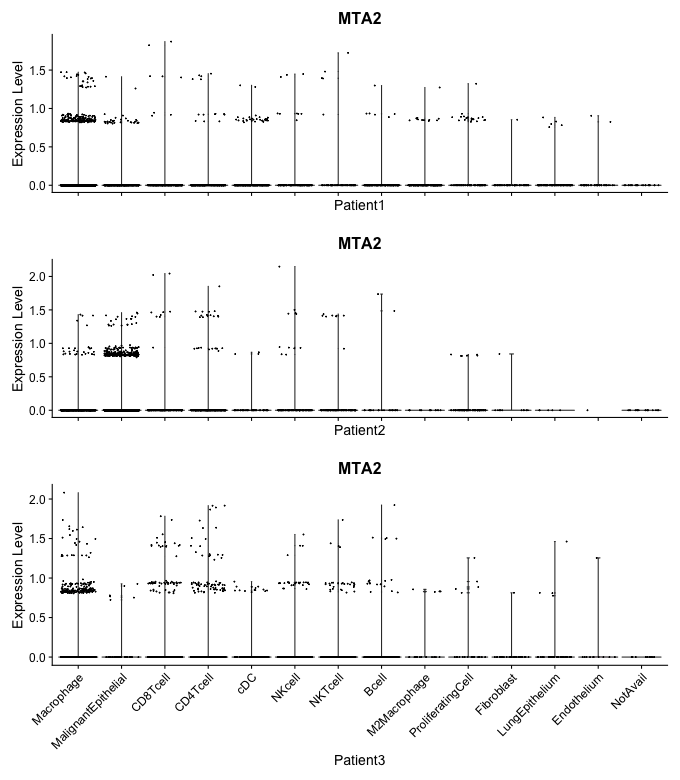 MTA2
Expression Level
1.5
1.0
0.5
0.0
Patient1
MTA2
Expression Level
2.0
1.5
1.0
0.5
0.0
Patient2
MTA2
Expression Level
2.0
1.5
1.0
0.5
0.0
Macrophage
MalignantEpithelial
CD8Tcell
CD4Tcell
cDC
NKcell
NKTcell
Bcell
M2Macrophage
ProliferatingCell
Fibroblast
LungEpithelium
Endothelium
NotAvail
Patient3